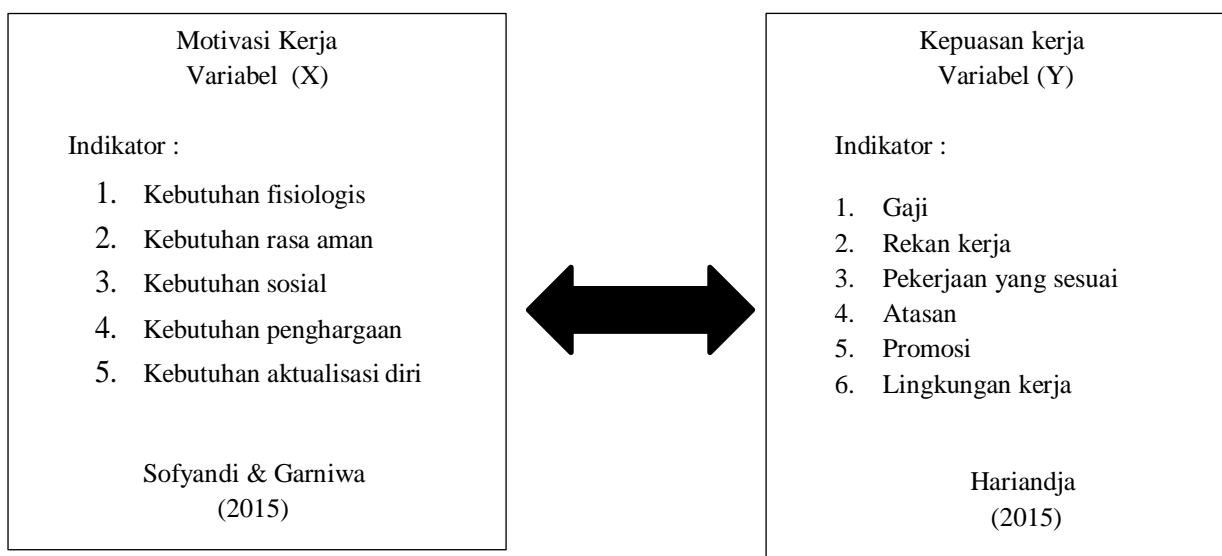 Motivasi Kerja
Variabel (X)
Indikator :
1. Kebutuhan fisiologis
2. Kebutuhan rasa aman
3. Kebutuhan sosial
4. Kebutuhan penghargaan
5. Kebutuhan aktualisasi diri
Sofyandi & Garniwa
(2015)
Kepuasan kerja
Variabel (Y)
Indikator :
1. Gaji
2. Rekan kerja
3. Pekerjaan yang sesuai
4. Atasan
5. Promosi
6. Lingkungan kerja
Hariandja
(2015)